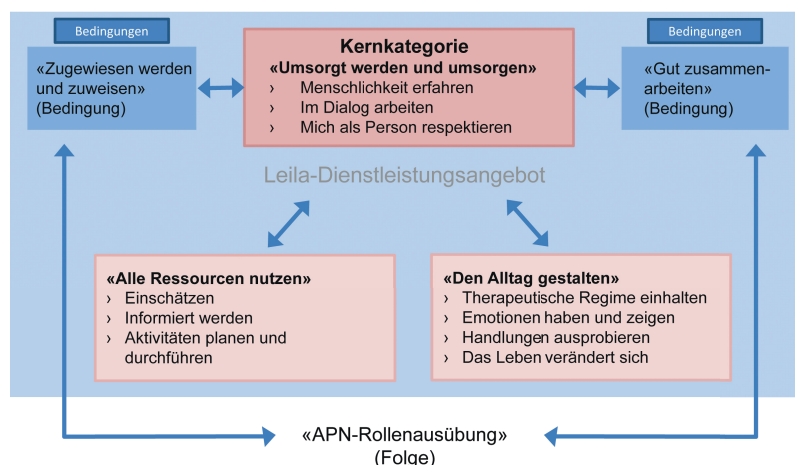 Bedingungen
«Zugewiesen werden
und zuweisen»
(Bedingung)
Kernkategorie
«Umsorgt werden und umsorgen»
› Menschlichkeit erfahren
› Im Dialog arbeiten
› Mich als Person respektieren
Bedingungen
«Gut zusammen-
arbeiten»
(Bedingung)
Leila-Dienstleistungsangebot
«Alle Ressourcen nutzen»
› Einschätzen
› Informiert werden
› Aktivitäten planen und
durchführen
«Den Alltag gestalten»
› Therapeutische Regime einhalten
› Emotionen haben und zeigen
› Handlungen ausprobieren
› Das Leben verändert sich
«APN-Rollenausübung»
(Folge)